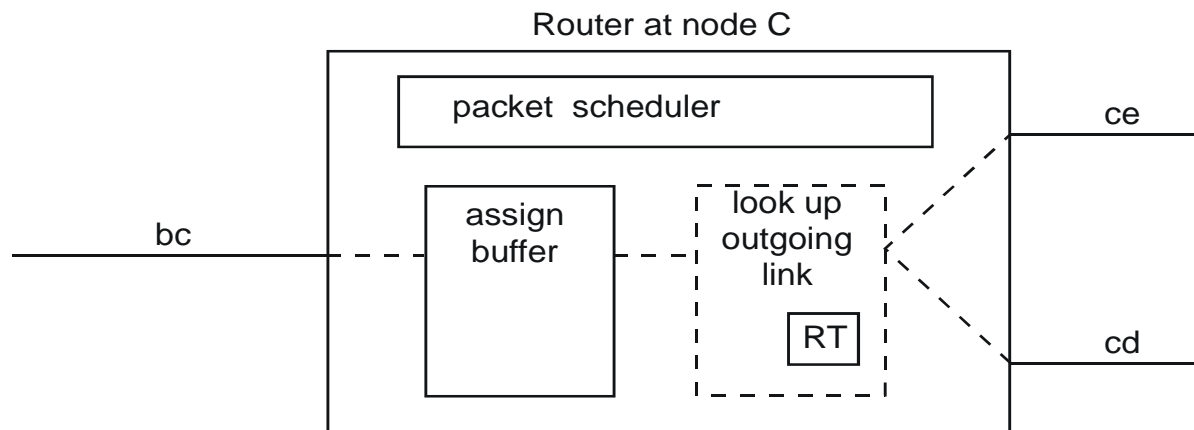 Router at node C
packet scheduler
ce
assign
buffer
look up
outgoing
link
bc
RT
cd